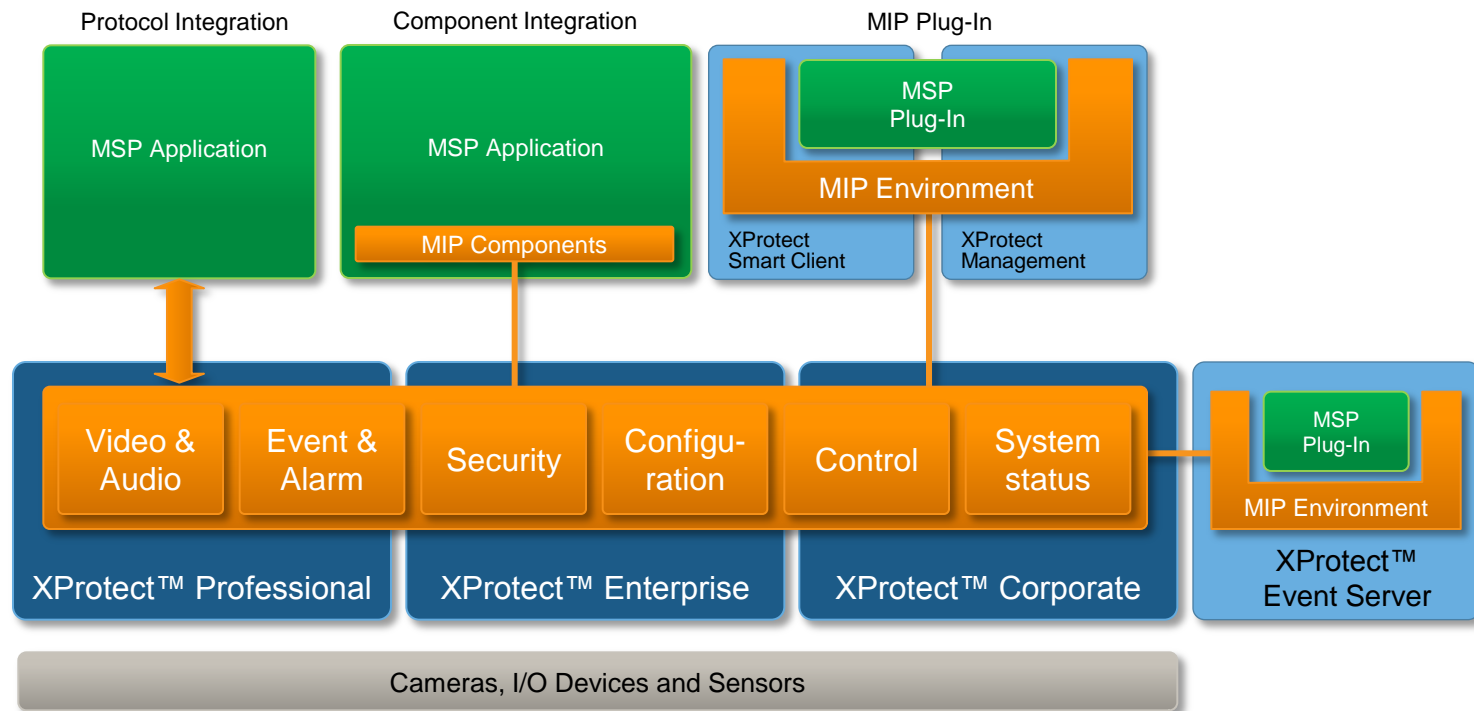 Protocol Integration
Component Integration
MIP Plug-In
MSP Application
MSP Application
MIP Components
MSP
Plug-In
MIP Environment
XProtect
Smart Client
XProtect
Management
Video &
Audio
Event &
Alarm
Security
Configu-
ration
Control
System
status
MSP
Plug-In
MIP Environment
XProtect™ Professional
XProtect™ Enterprise
XProtect™ Corporate
XProtect™
Event Server
Cameras, I/O Devices and Sensors